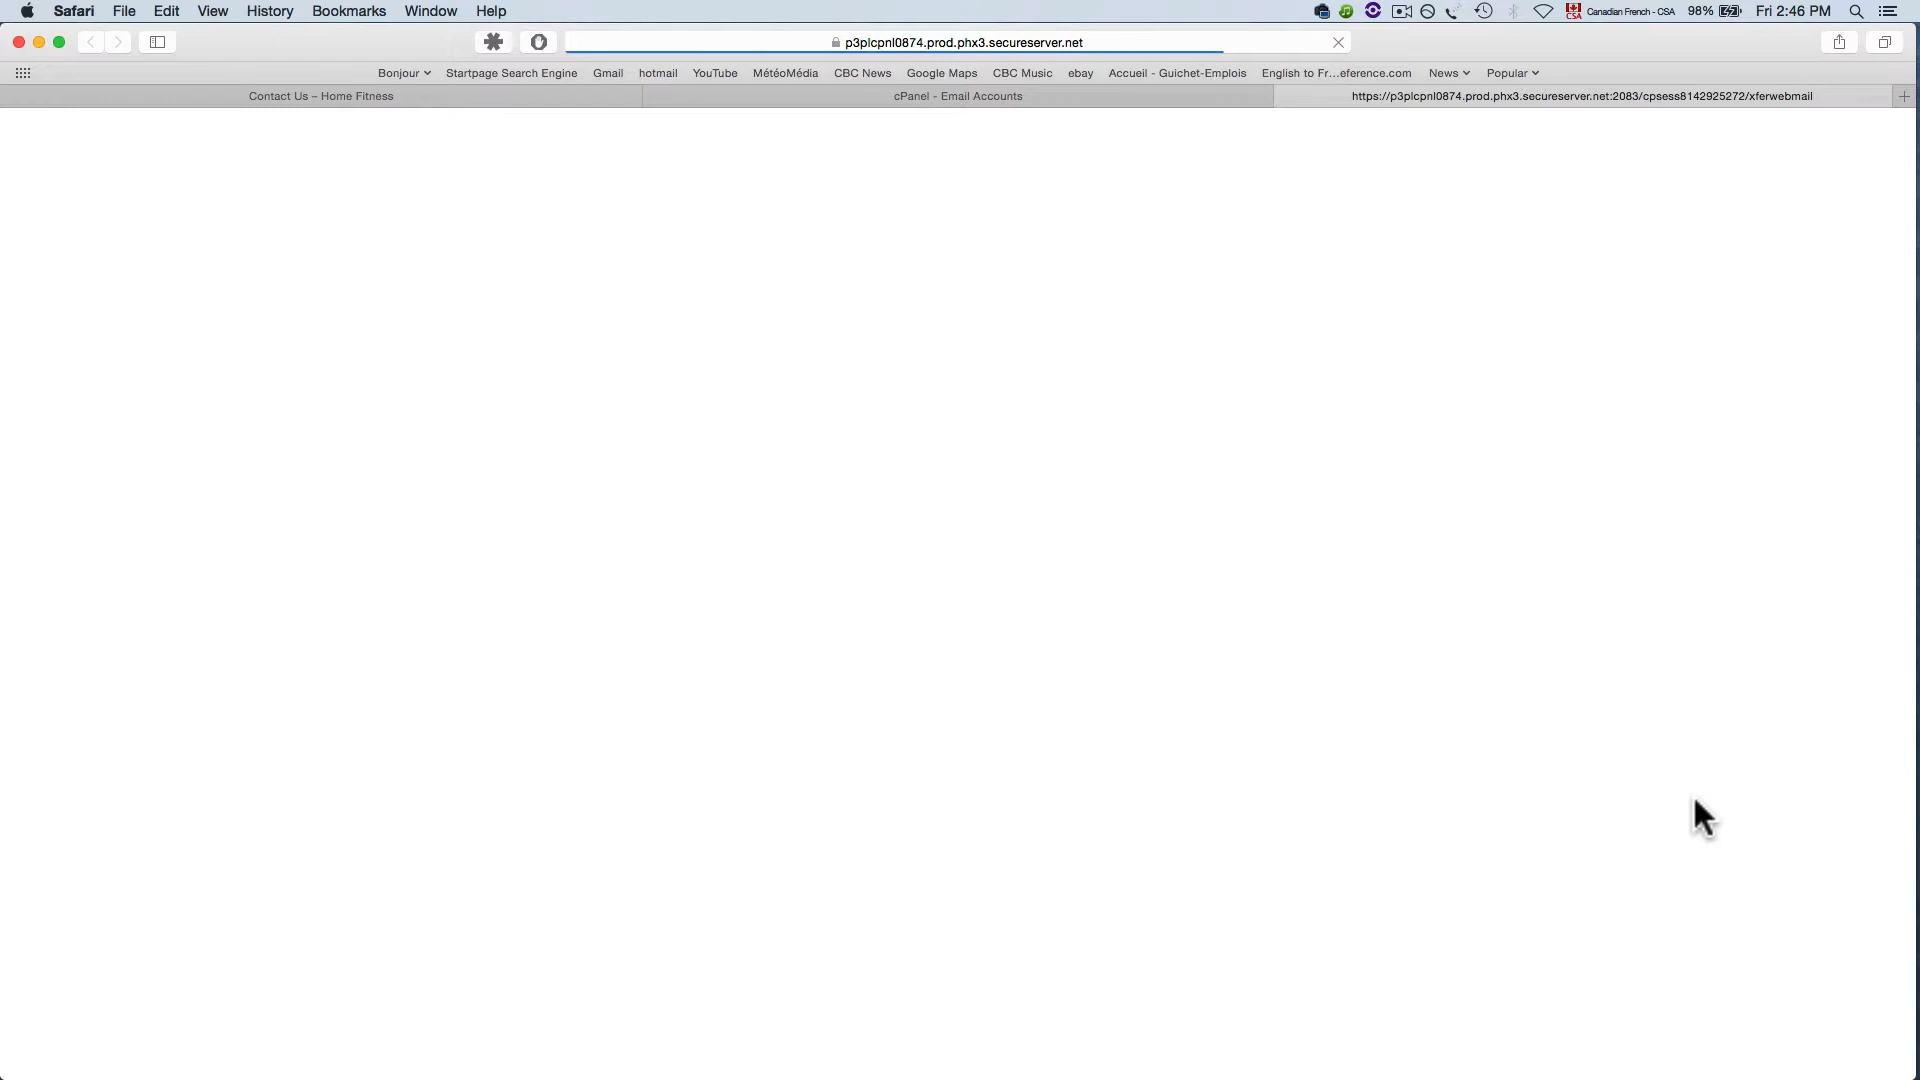 Safari File Edit View History Bookmarks Window Help Canadian French - CSA 98% Fri 2:46 PM
p3plcpnl0874.prod.phx3.secureserver.net
Bonjour Startpage Search Engine Gmail hotmail YouTube MétéoMédia CBC News Google Maps CBC Music ebay Accueil - Guichet-Emplois English to Fr...eference.com News Popular
Contact Us – Home Fitness cPanel - Email Accounts https://p3plcpnl0874.prod.phx3.secureserver.net:2083/cpsess8142925272/xferwebmail